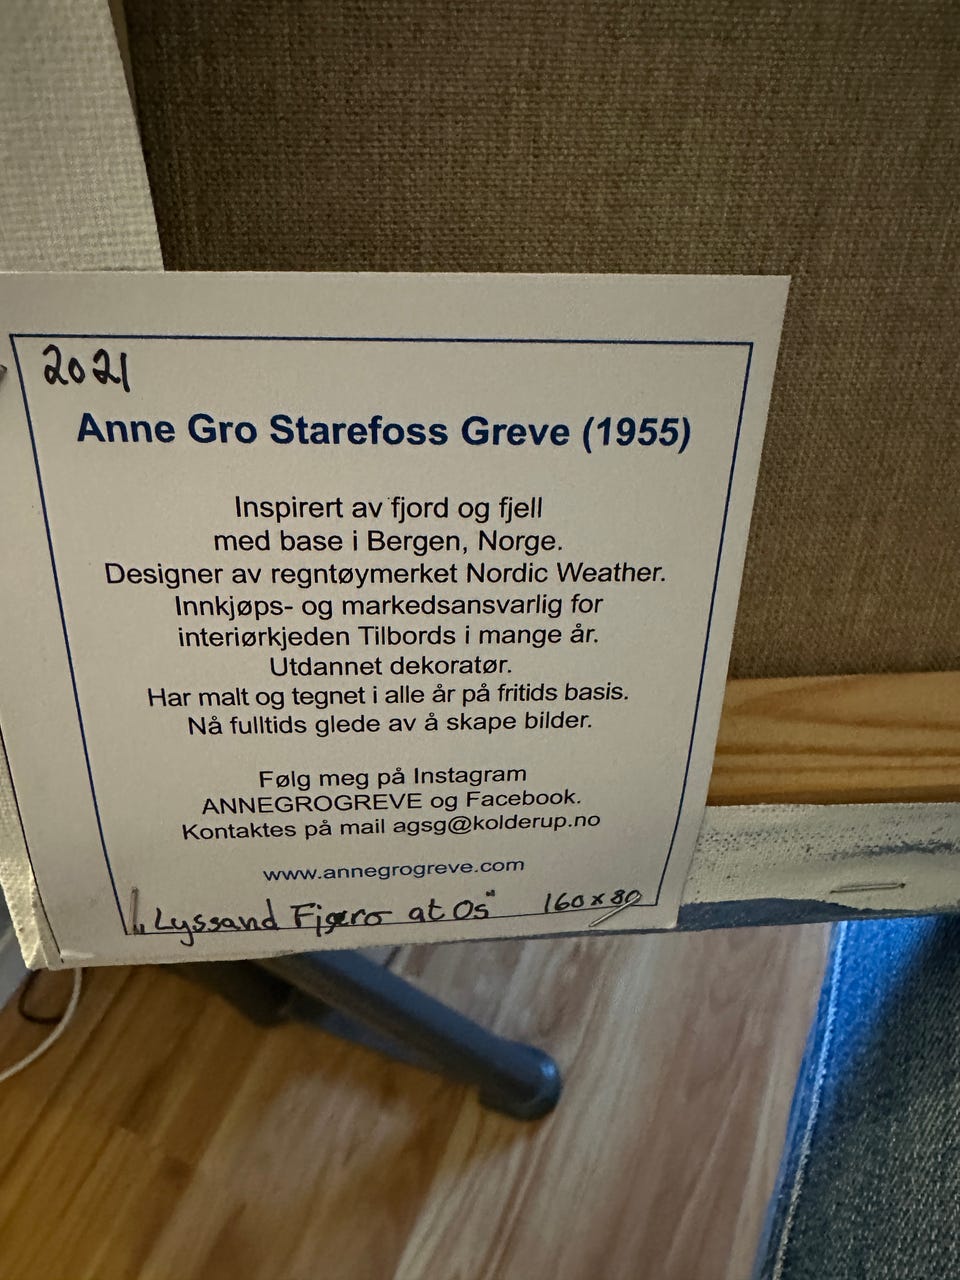 2021
Anne Gro Starefoss Greve (1955)
Inspirert av fjord og fjell
med base i Bergen, Norge.
Designer av regntøymerket Nordic Weather.
Innkjøps- og markedsansvarlig for
interiørkjeden Tilbords i mange år.
Utdannet dekoratør.
Har malt og tegnet i alle år på fritids basis.
Nå fulltids glede av å skape bilder.
Følg meg på Instagram
ANNEGROGREVE og Facebook.
Kontaktes på mail agsg@kolderup.no
www.annegrogreve.com
"Lyssand Fjæro at Os" 160x80